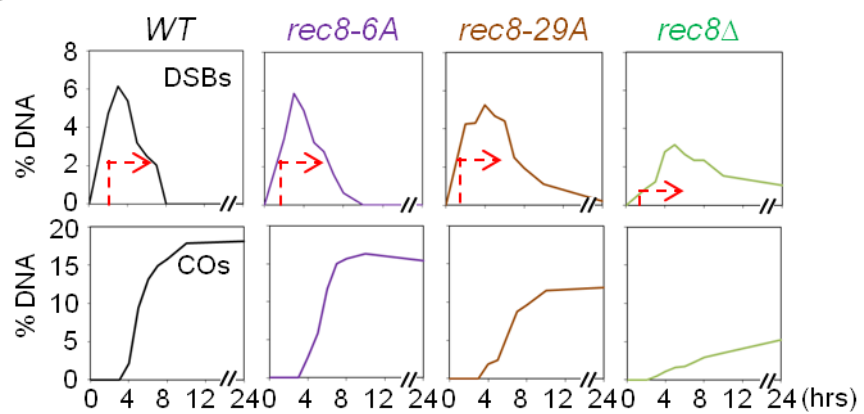 WT rec8-6A rec8-29A rec8Δ
% DNA
8
6
4
2
0
DSBs
% DNA
20
15
10
5
0
COs
0 4 8 12 24 0 4 8 12 24 0 4 8 12 24 0 4 8 12 24 (hrs)